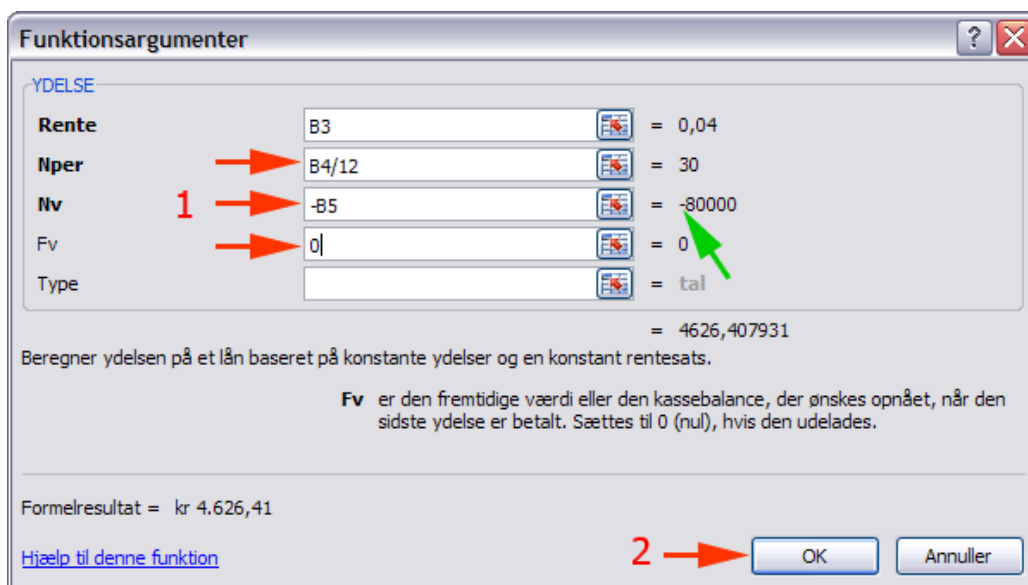 Funktionsargumenter
YDELSE
Rente B3 = 0,04
Nper B4/12 = 30
1 Nv -B5 = -80000
Fv 0 = 0
Type = tal
= 4626,407931
Beregner ydelsen på et lån baseret på konstante ydelser og en konstant rentesats.
Fv er den fremtidige værdi eller den kassebalance, der ønskes opnået, når den
sidste ydelse er betalt. Sættes til 0 (nul), hvis den udelades.
Formelresultat = kr 4.626,41
Hjælp til denne funktion 2 OK Annuller